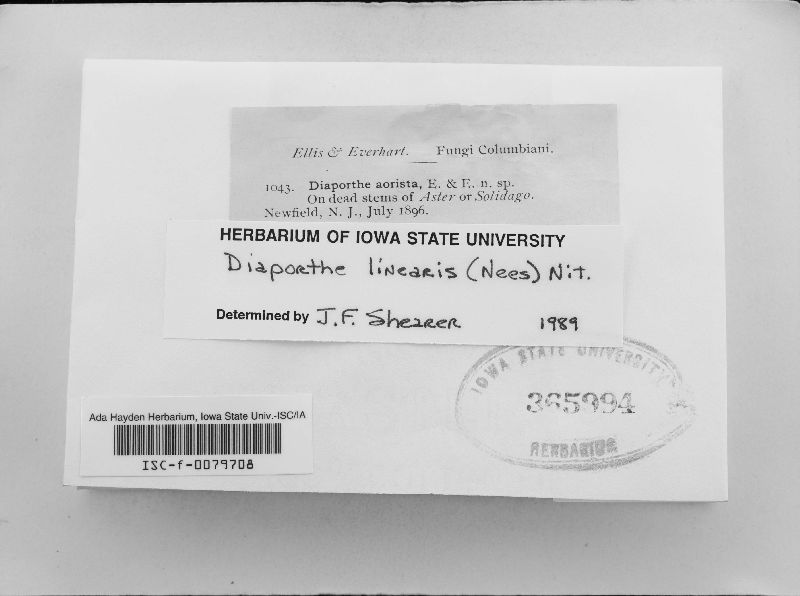 Ellis & Everhart. Fungi Columbiani.
1043. Diaporthe aorista, E. & E. n. sp.
On dead stems of Aster or Solidago.
Newfield, N. J., July 1896.
HERBARIUM OF IOWA STATE UNIVERSITY
Diaporthe linearis (Nees) Nit.
Determined by J.F. Shearer 1989
IOWA STATE UNIVERSITY
365994
HERBARIUM
Ada Hayden Herbarium, Iowa State Univ.-ISC/IA
ISC-f-0079708